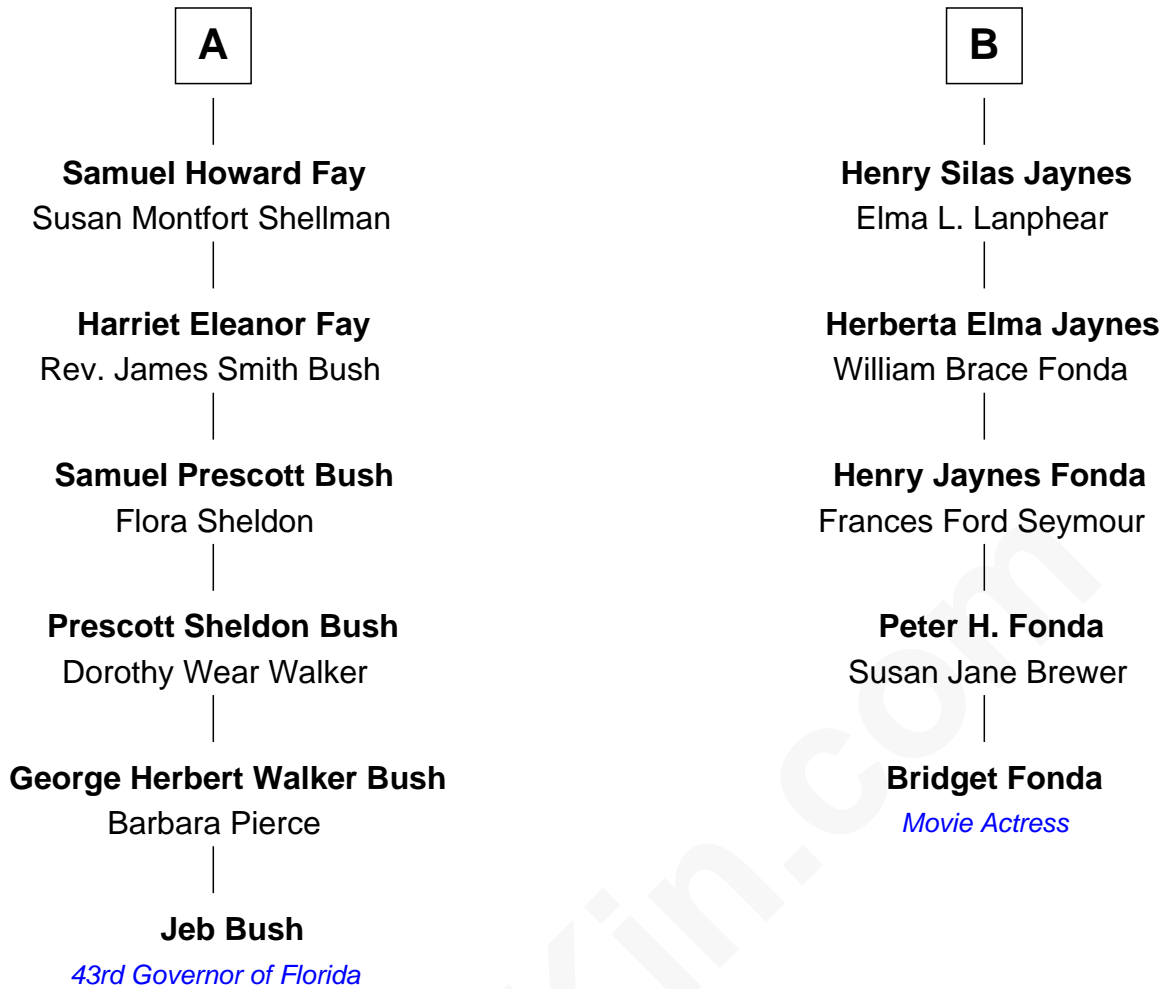 A
Samuel Howard Fay
Susan Montfort Shellman
Harriet Eleanor Fay
Rev. James Smith Bush
Samuel Prescott Bush
Flora Sheldon
Prescott Sheldon Bush
Dorothy Wear Walker
George Herbert Walker Bush
Barbara Pierce
Jeb Bush
43rd Governor of Florida
B
Henry Silas Jaynes
Elma L. Lanphear
Herberta Elma Jaynes
William Brace Fonda
Henry Jaynes Fonda
Frances Ford Seymour
Peter H. Fonda
Susan Jane Brewer
Bridget Fonda
Movie Actress